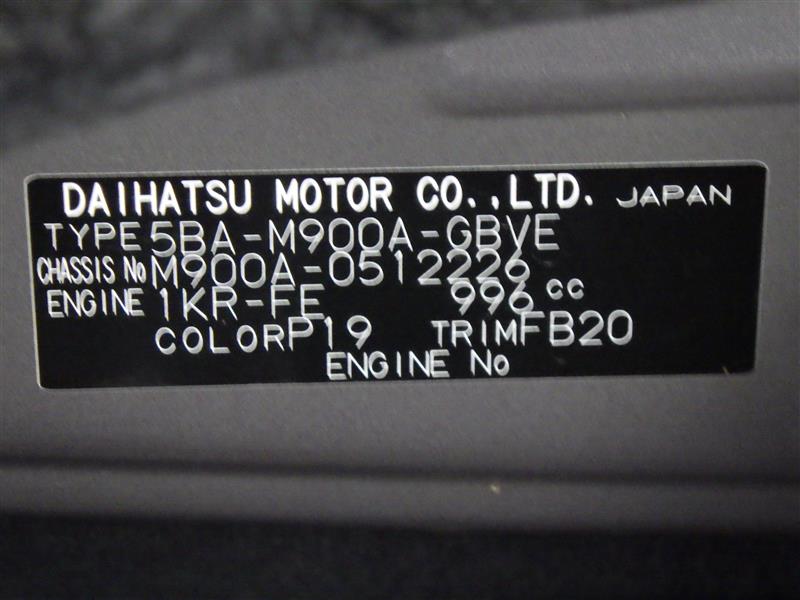 DAIHATSU MOTOR CO.,LTD. JAPAN
TYPE 5BA-M900A-GBVE
CHASSIS No M900A-0512226
ENGINE 1KR-FE 996 cc
COLOR P19 TRIM FB20
ENGINE No